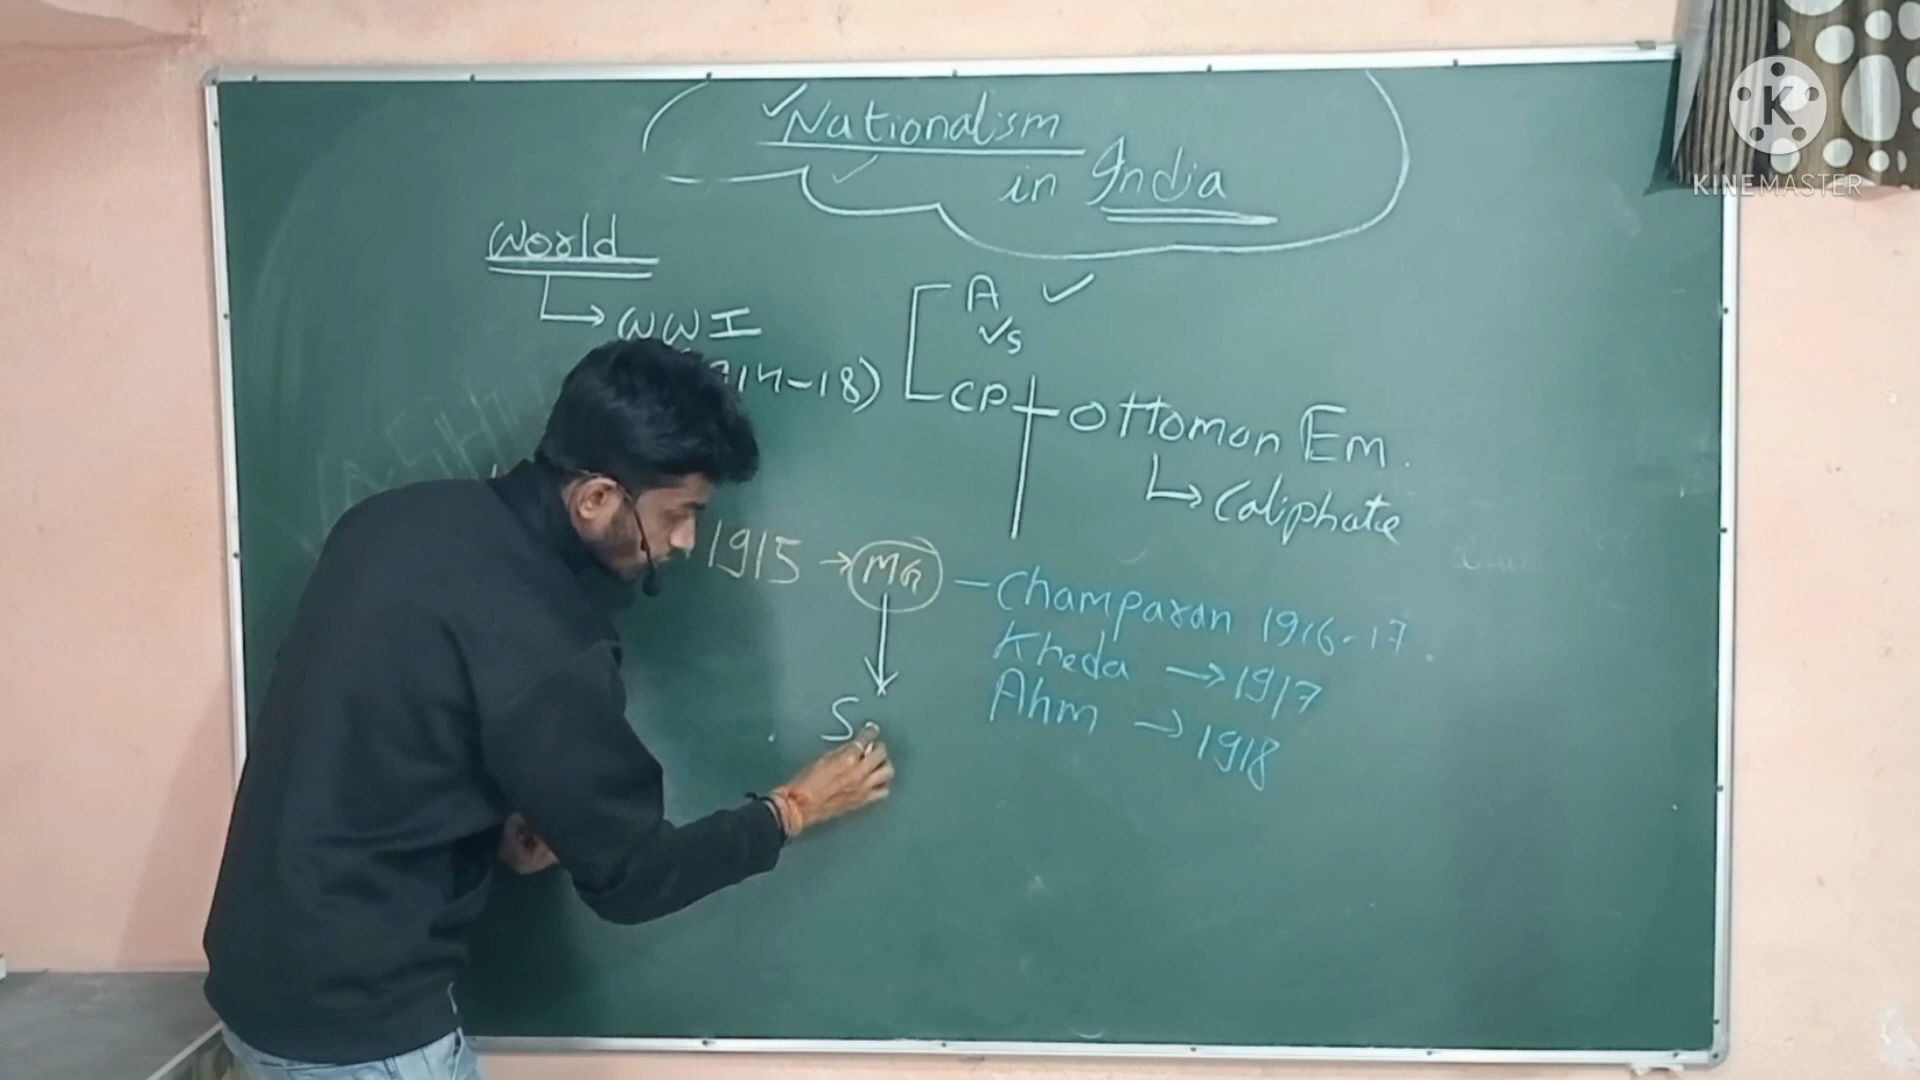 ✓Nationalism
in India
World
↳ WWI
1914-18)
A ✓
vs
CP + Ottoman Em.
↳ Caliphate
1915 → MG — Champaran 1916-17
Kheda → 1917
Ahm → 1918
S
K
KINEMASTER